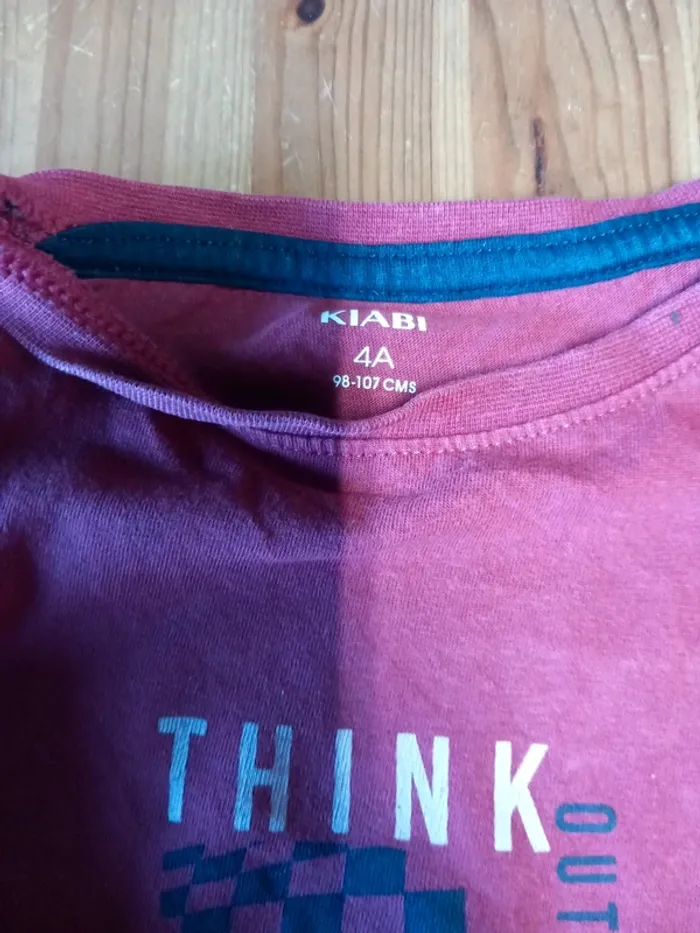 KIABI
4A
98-107 CMS
THINK
OUT